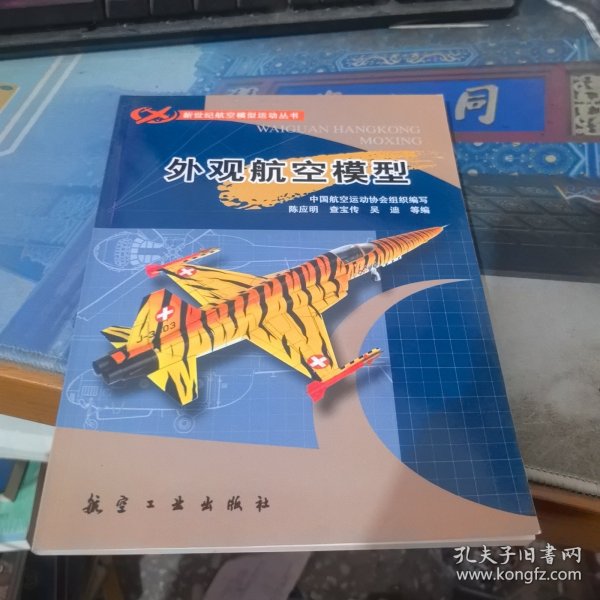 同
新世纪航空模型运动丛书
WAIGUAN HANGKONG
MOXING
外观航空模型
中国航空运动协会组织编写
陈应明 查宝传 吴迪 等编
J-3003
航空工业出版社
孔夫子旧书网
www.kongfz.com